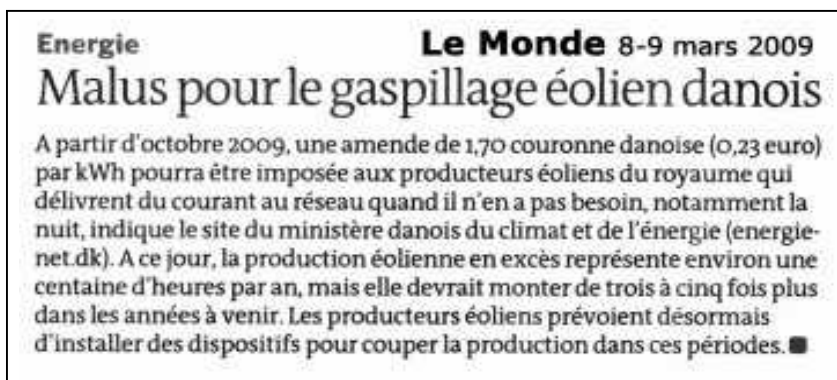 Energie
Le Monde 8-9 mars 2009
Malus pour le gaspillage éolien danois
A partir d'octobre 2009, une amende de 1,70 couronne danoise (0,23 euro)
par kWh pourra être imposée aux producteurs éoliens du royaume qui
délivrent du courant au réseau quand il n'en a pas besoin, notamment la
nuit, indique le site du ministère danois du climat et de l'énergie (energie-
net.dk). A ce jour, la production éolienne en excès représente environ une
centaine d'heures par an, mais elle devrait monter de trois à cinq fois plus
dans les années à venir. Les producteurs éoliens prévoient désormais
d'installer des dispositifs pour couper la production dans ces périodes.